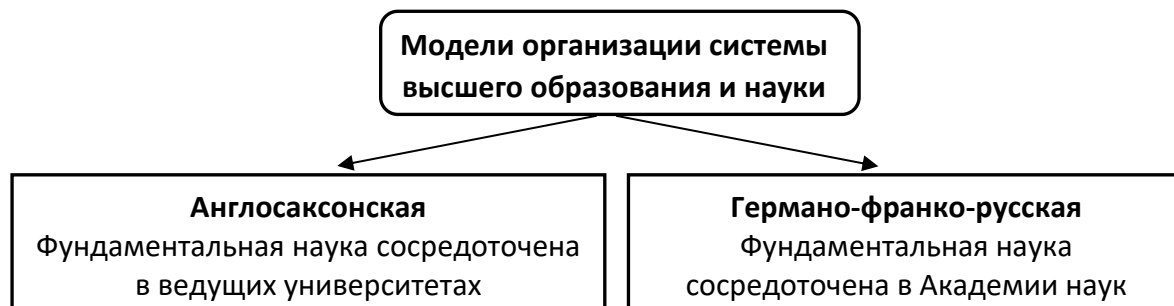 Модели организации системы
высшего образования и науки
Англосаксонская
Фундаментальная наука сосредоточена
в ведущих университетах
Германо-франко-русская
Фундаментальная наука
сосредоточена в Академии наук